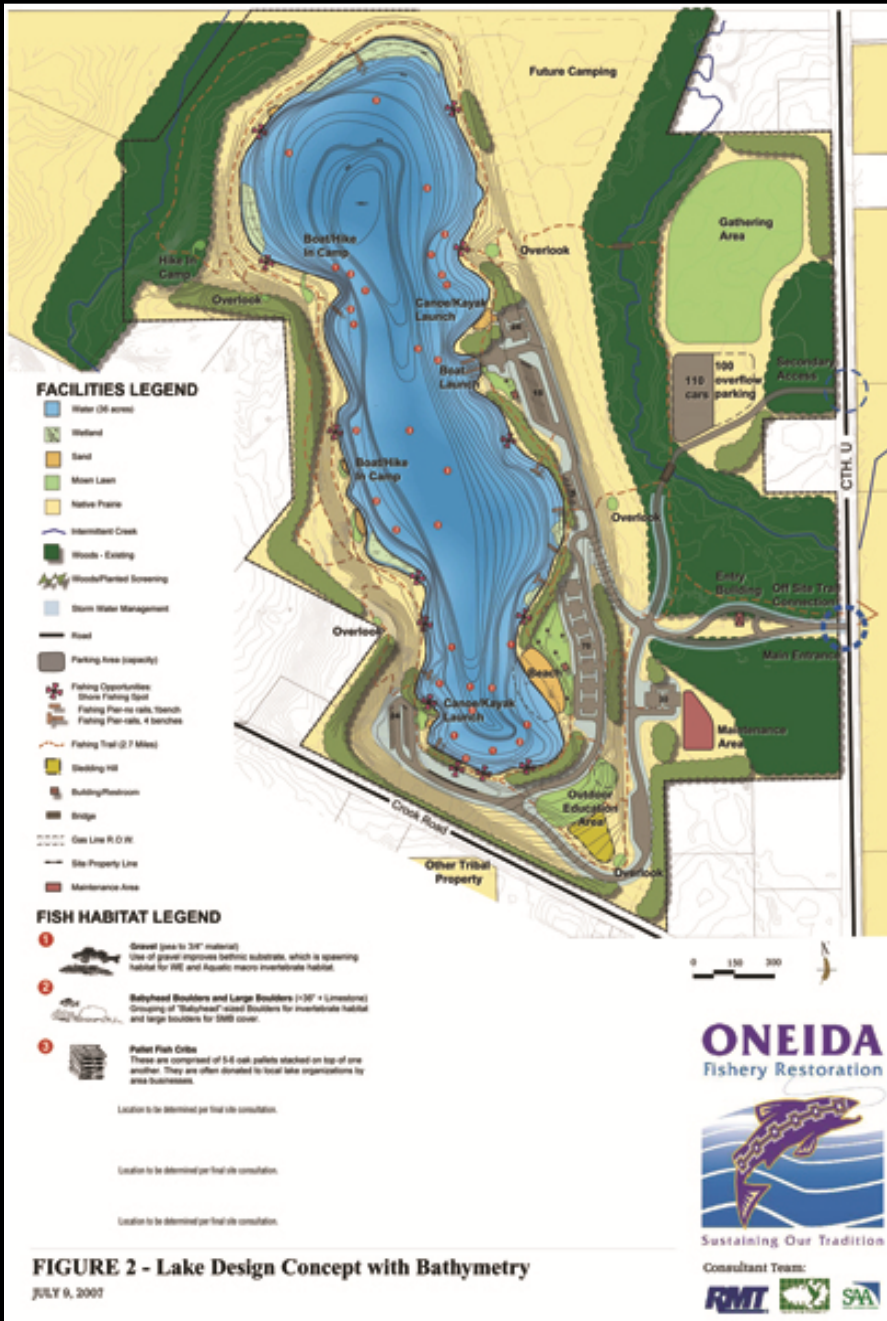 Future Camping
Gathering
Area
Boat/Hike
In Camp
Overlook
Hike In
Camp
Overlook
Canoe/Kayak
Launch
Secondary
Access
110
cars
100
overflow
parking
Boat
Launch
CTH. U
Boat/Hike
In Camp
Overlook
Entry
Building
Off Site Trail
Connection
Overlook
Main Entrance
Beach
Canoe/Kayak
Launch
Maintenance
Area
Outdoor
Education
Area
Crook Road
Overlook
Other Tribal
Property
FACILITIES LEGEND
Water (36 acres)
Wetland
Sand
Mown Lawn
Native Prairie
Intermittent Creek
Woods - Existing
Woods/Planted Screening
Storm Water Management
Road
Parking Area (capacity)
Fishing Opportunities:
Shore Fishing Spot
Fishing Pier-no rails, 1bench
Fishing Pier-rails, 4 benches
Fishing Trail (2.7 Miles)
Sledding Hill
Building/Restroom
Bridge
Gas Line R.O.W.
Site Property Line
Maintenance Area
FISH HABITAT LEGEND
1
Gravel (pea to 3/4" material)
Use of gravel improves bethnic substrate, which is spawning
habitat for WE and Aquatic macro invertebrate habitat.
2
Babyhead Boulders and Large Boulders (>36" + Limestone)
Grouping of "Babyhead"-sized Boulders for invertebrate habitat
and large boulders for SMB cover.
3
Pallet Fish Cribs
These are comprised of 5-6 oak pallets stacked on top of one
another. They are often donated to local lake organizations by
area businesses.
Location to be determined per final site consultation.
Location to be determined per final site consultation.
Location to be determined per final site consultation.
0 150 300
N
ONEIDA
Fishery Restoration
Sustaining Our Tradition
Consultant Team:
RMT
SAA
FIGURE 2 - Lake Design Concept with Bathymetry
JULY 9, 2007